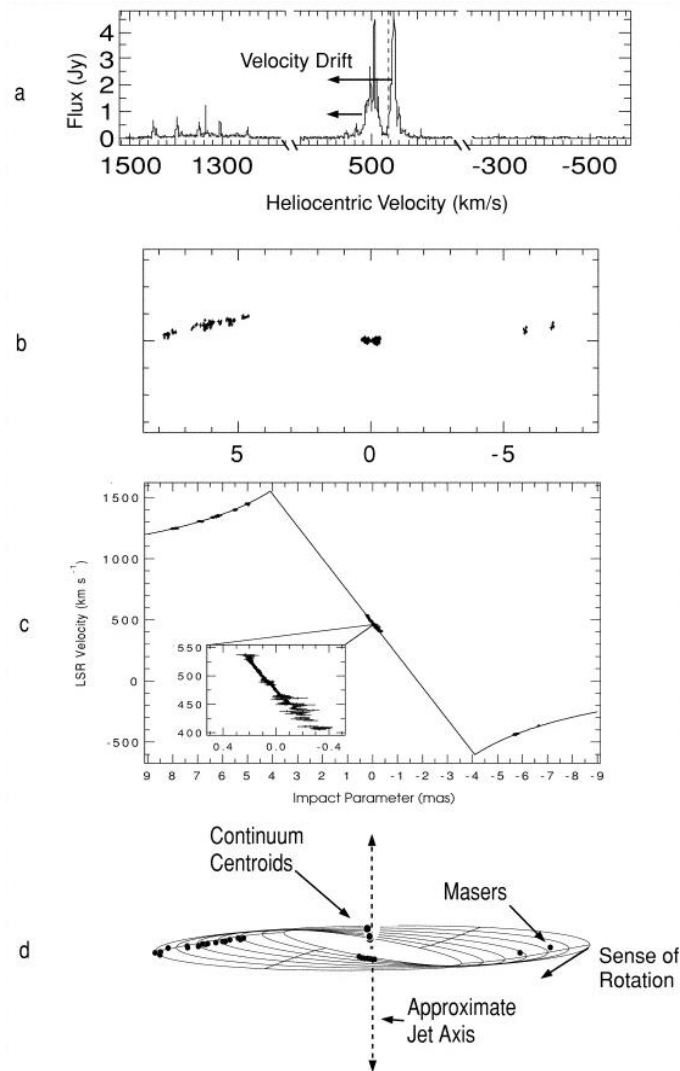 a
Flux (Jy)
4
3
2
1
0
Velocity Drift
1500 1300 500 -300 -500
Heliocentric Velocity (km/s)
b
5 0 -5
c
LSR Velocity (km s⁻¹)
1500
1000
500
0
-500
550
500
450
400
0.4 0.0 -0.4
9 8 7 6 5 4 3 2 1 0 -1 -2 -3 -4 -5 -6 -7 -8 -9
Impact Parameter (mas)
d
Continuum
Centroids
Masers
Sense of
Rotation
Approximate
Jet Axis